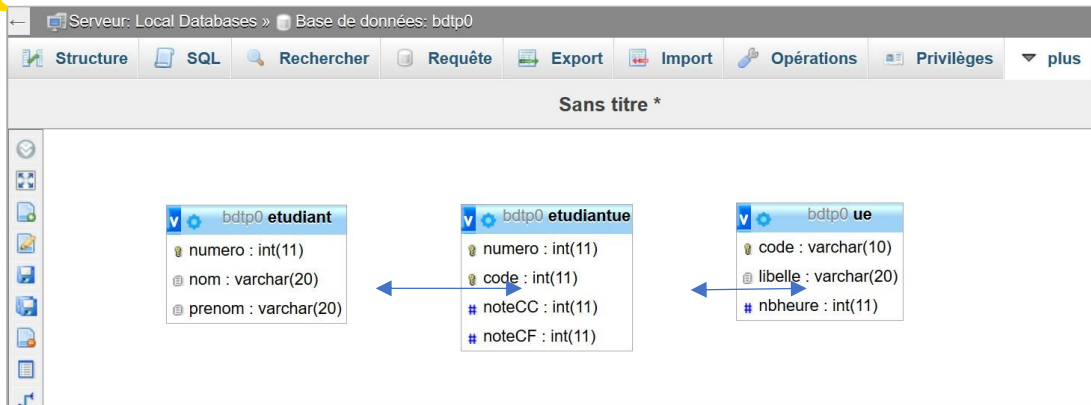 Serveur: Local Databases » Base de données: bdtp0
Structure SQL Rechercher Requête Export Import Opérations Privilèges plus
Sans titre *
v bdtp0 etudiant
numero : int(11)
nom : varchar(20)
prenom : varchar(20)
v bdtp0 etudiantue
numero : int(11)
code : int(11)
# noteCC : int(11)
# noteCF : int(11)
v bdtp0 ue
code : varchar(10)
libelle : varchar(20)
# nbheure : int(11)